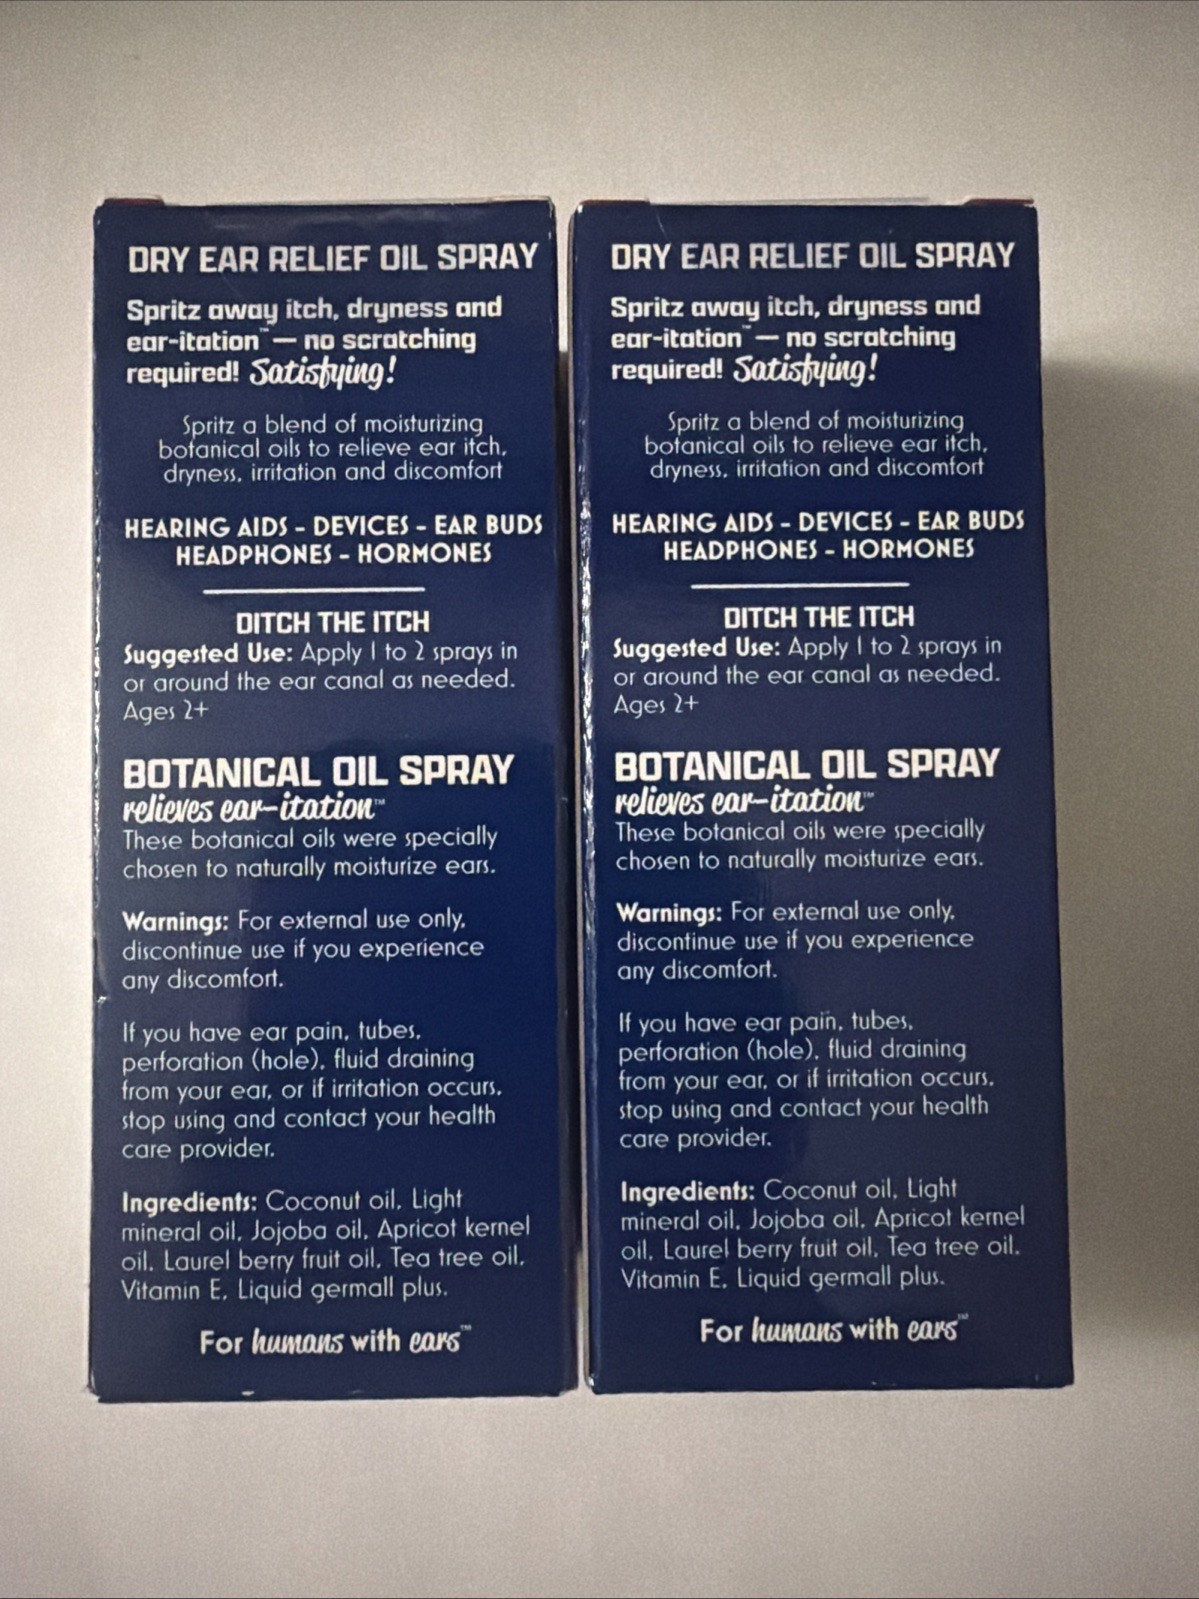 DRY EAR RELIEF OIL SPRAY
Spritz away itch, dryness and
ear-itation™ — no scratching
required! Satisfying!
Spritz a blend of moisturizing
botanical oils to relieve ear itch,
dryness, irritation and discomfort
HEARING AIDS - DEVICES - EAR BUDS
HEADPHONES - HORMONES
DITCH THE ITCH
Suggested Use: Apply 1 to 2 sprays in
or around the ear canal as needed.
Ages 2+
BOTANICAL OIL SPRAY
relieves ear-itation™
These botanical oils were specially
chosen to naturally moisturize ears.
Warnings: For external use only,
discontinue use if you experience
any discomfort.
If you have ear pain, tubes,
perforation (hole), fluid draining
from your ear, or if irritation occurs,
stop using and contact your health
care provider.
Ingredients: Coconut oil, Light
mineral oil, Jojoba oil, Apricot kernel
oil, Laurel berry fruit oil, Tea tree oil,
Vitamin E, Liquid germall plus.
For humans with ears™
DRY EAR RELIEF OIL SPRAY
Spritz away itch, dryness and
ear-itation™ — no scratching
required! Satisfying!
Spritz a blend of moisturizing
botanical oils to relieve ear itch,
dryness, irritation and discomfort
HEARING AIDS - DEVICES - EAR BUDS
HEADPHONES - HORMONES
DITCH THE ITCH
Suggested Use: Apply 1 to 2 sprays in
or around the ear canal as needed.
Ages 2+
BOTANICAL OIL SPRAY
relieves ear-itation™
These botanical oils were specially
chosen to naturally moisturize ears.
Warnings: For external use only,
discontinue use if you experience
any discomfort.
If you have ear pain, tubes,
perforation (hole), fluid draining
from your ear, or if irritation occurs,
stop using and contact your health
care provider.
Ingredients: Coconut oil, Light
mineral oil, Jojoba oil, Apricot kernel
oil, Laurel berry fruit oil, Tea tree oil,
Vitamin E, Liquid germall plus.
For humans with ears™